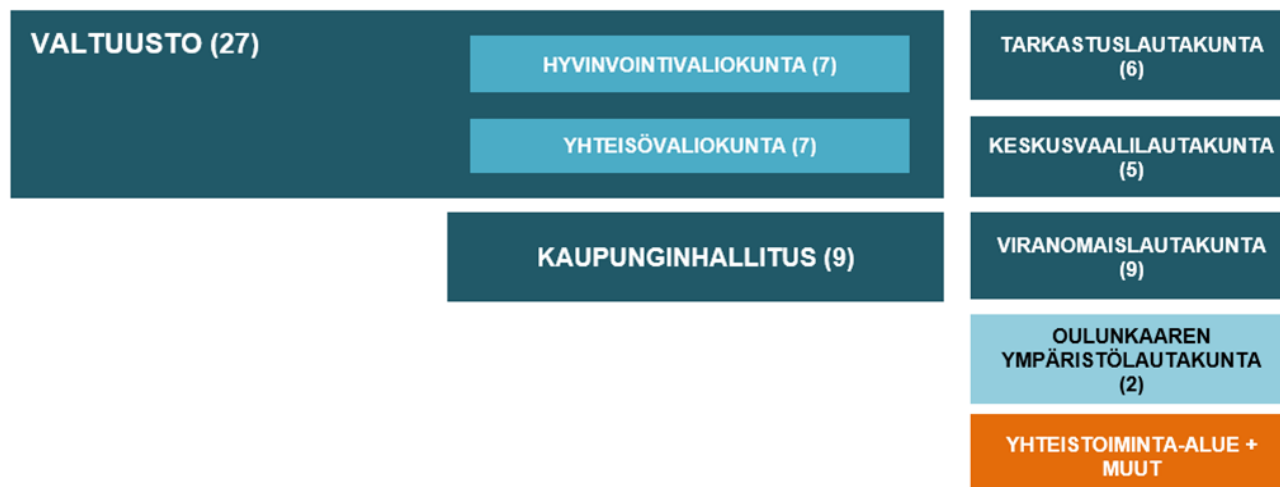 VALTUUSTO (27)
HYVINVOINTIVALIOKUNTA (7)
YHTEISÖVALIOKUNTA (7)
KAUPUNGINHALLITUS (9)
TARKASTUSLAUTAKUNTA
(6)
KESKUSVAALILAUTAKUNTA
(5)
VIRANOMAISLAUTAKUNTA
(9)
OULUNKAAREN
YMPÄRISTÖLAUTAKUNTA
(2)
YHTEISTOIMINTA-ALUE +
MUUT